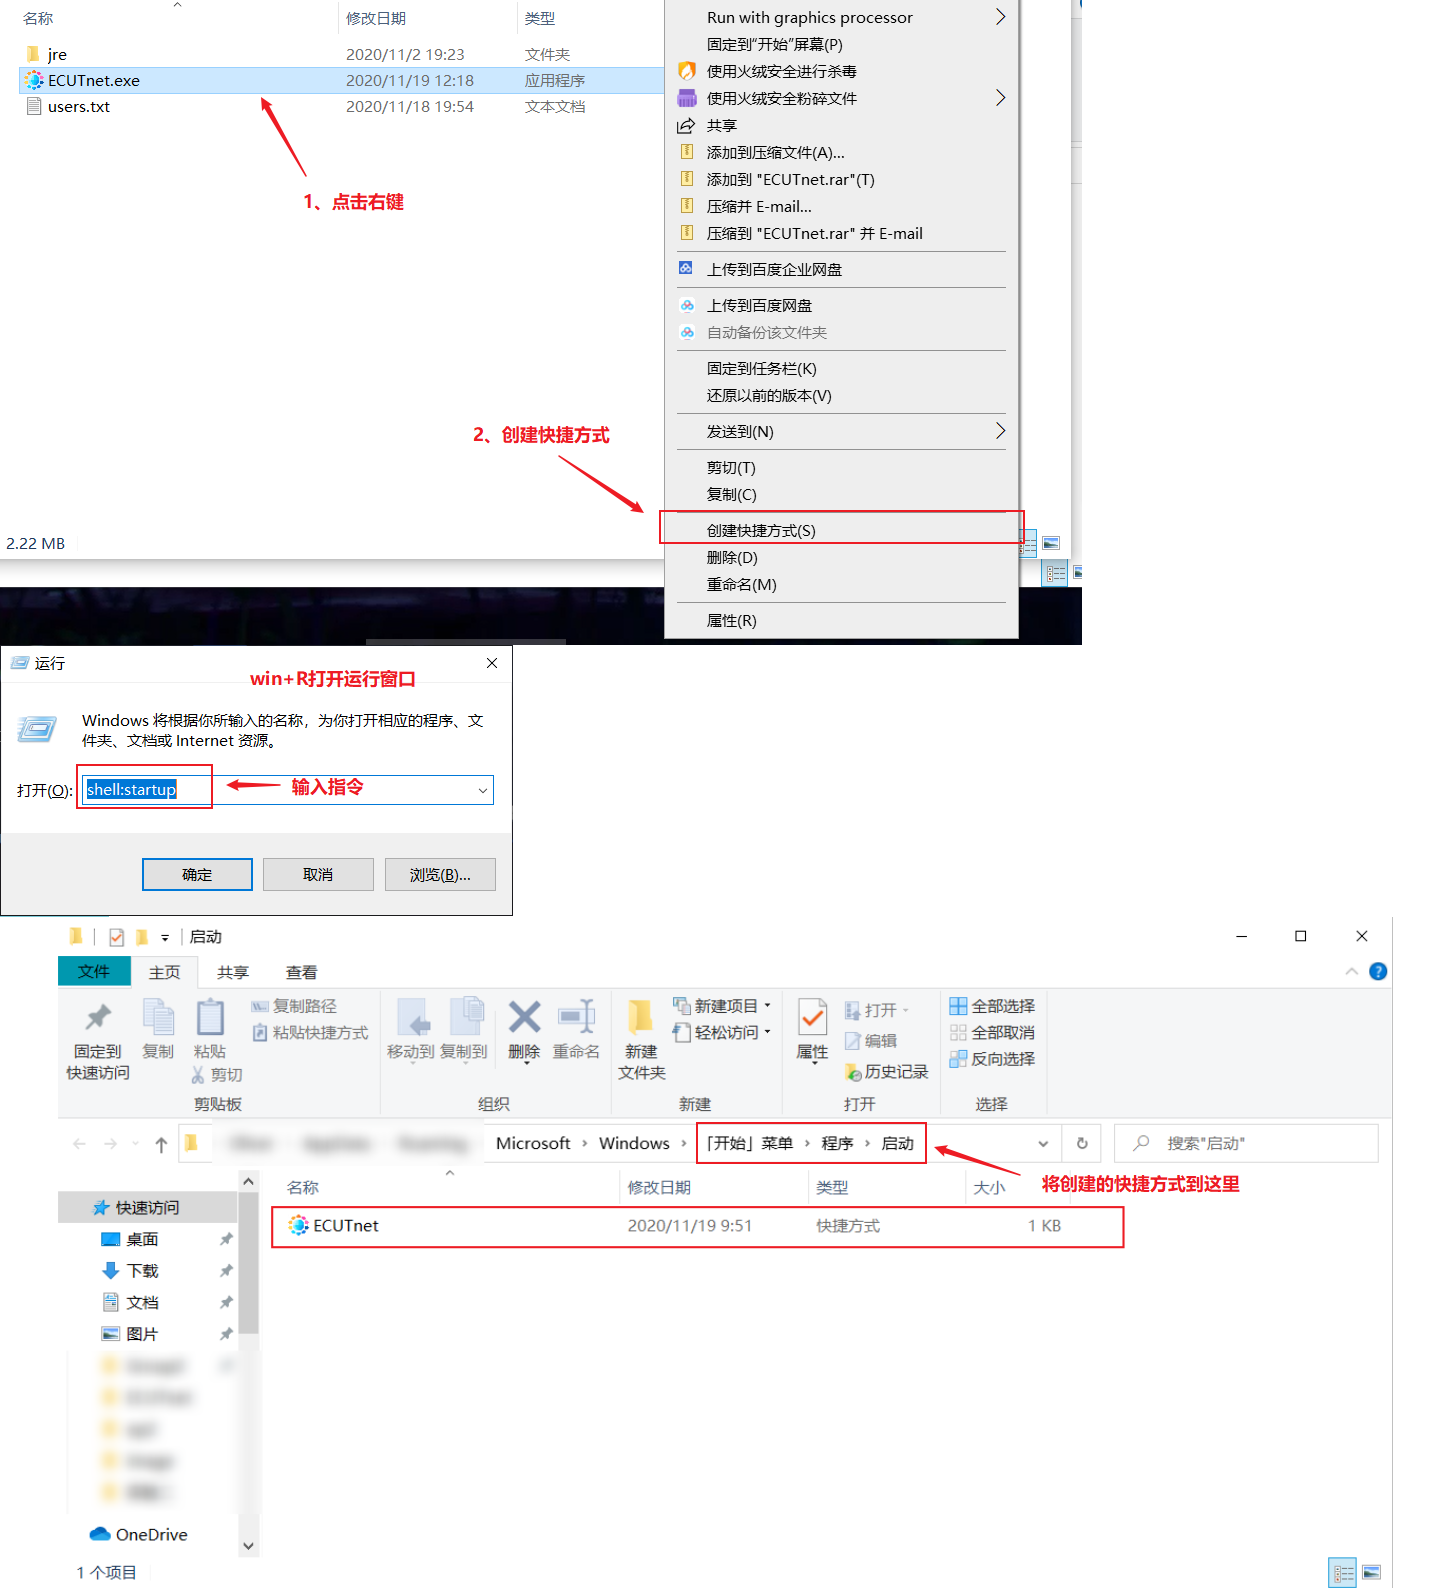 名称 修改日期 类型
jre 2020/11/2 19:23 文件夹
ECUTnet.exe 2020/11/19 12:18 应用程序
users.txt 2020/11/18 19:54 文本文档
1、点击右键
2、创建快捷方式
2.22 MB
Run with graphics processor
固定到"开始"屏幕(P)
使用火绒安全进行杀毒
使用火绒安全粉碎文件
共享
添加到压缩文件(A)...
添加到 "ECUTnet.rar"(T)
压缩并 E-mail...
压缩到 "ECUTnet.rar" 并 E-mail
上传到百度企业网盘
上传到百度网盘
自动备份该文件夹
固定到任务栏(K)
还原以前的版本(V)
发送到(N)
剪切(T)
复制(C)
创建快捷方式(S)
删除(D)
重命名(M)
属性(R)
运行
win+R打开运行窗口
Windows 将根据你所输入的名称，为你打开相应的程序、文
件夹、文档或 Internet 资源。
打开(O): shell:startup
输入指令
确定 取消 浏览(B)...
启动
文件 主页 共享 查看
固定到
快速访问
复制
粘贴
复制路径
粘贴快捷方式
剪切
剪贴板
移动到 复制到 删除 重命名
组织
新建
文件夹
新建项目
轻松访问
新建
属性
打开
编辑
历史记录
打开
全部选择
全部取消
反向选择
选择
Microsoft › Windows › 「开始」菜单 › 程序 › 启动
搜索"启动"
将创建的快捷方式到这里
名称 修改日期 类型 大小
ECUTnet 2020/11/19 9:51 快捷方式 1 KB
快速访问
桌面
下载
文档
图片
OneDrive
1 个项目